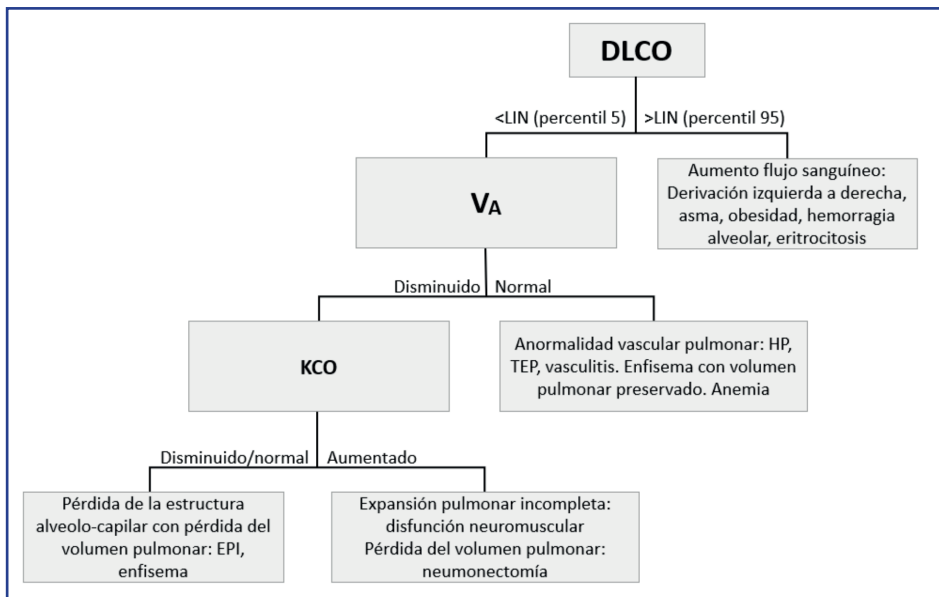 DLCO
<LIN (percentil 5)
>LIN (percentil 95)
VA
Aumento flujo sanguíneo:
Derivación izquierda a derecha,
asma, obesidad, hemorragia
alveolar, eritrocitosis
Disminuido
Normal
KCO
Anormalidad vascular pulmonar: HP,
TEP, vasculitis. Enfisema con volumen
pulmonar preservado. Anemia
Disminuido/normal
Aumentado
Pérdida de la estructura
alveolo-capilar con pérdida del
volumen pulmonar: EPI,
enfisema
Expansión pulmonar incompleta:
disfunción neuromuscular
Pérdida del volumen pulmonar:
neumonectomía